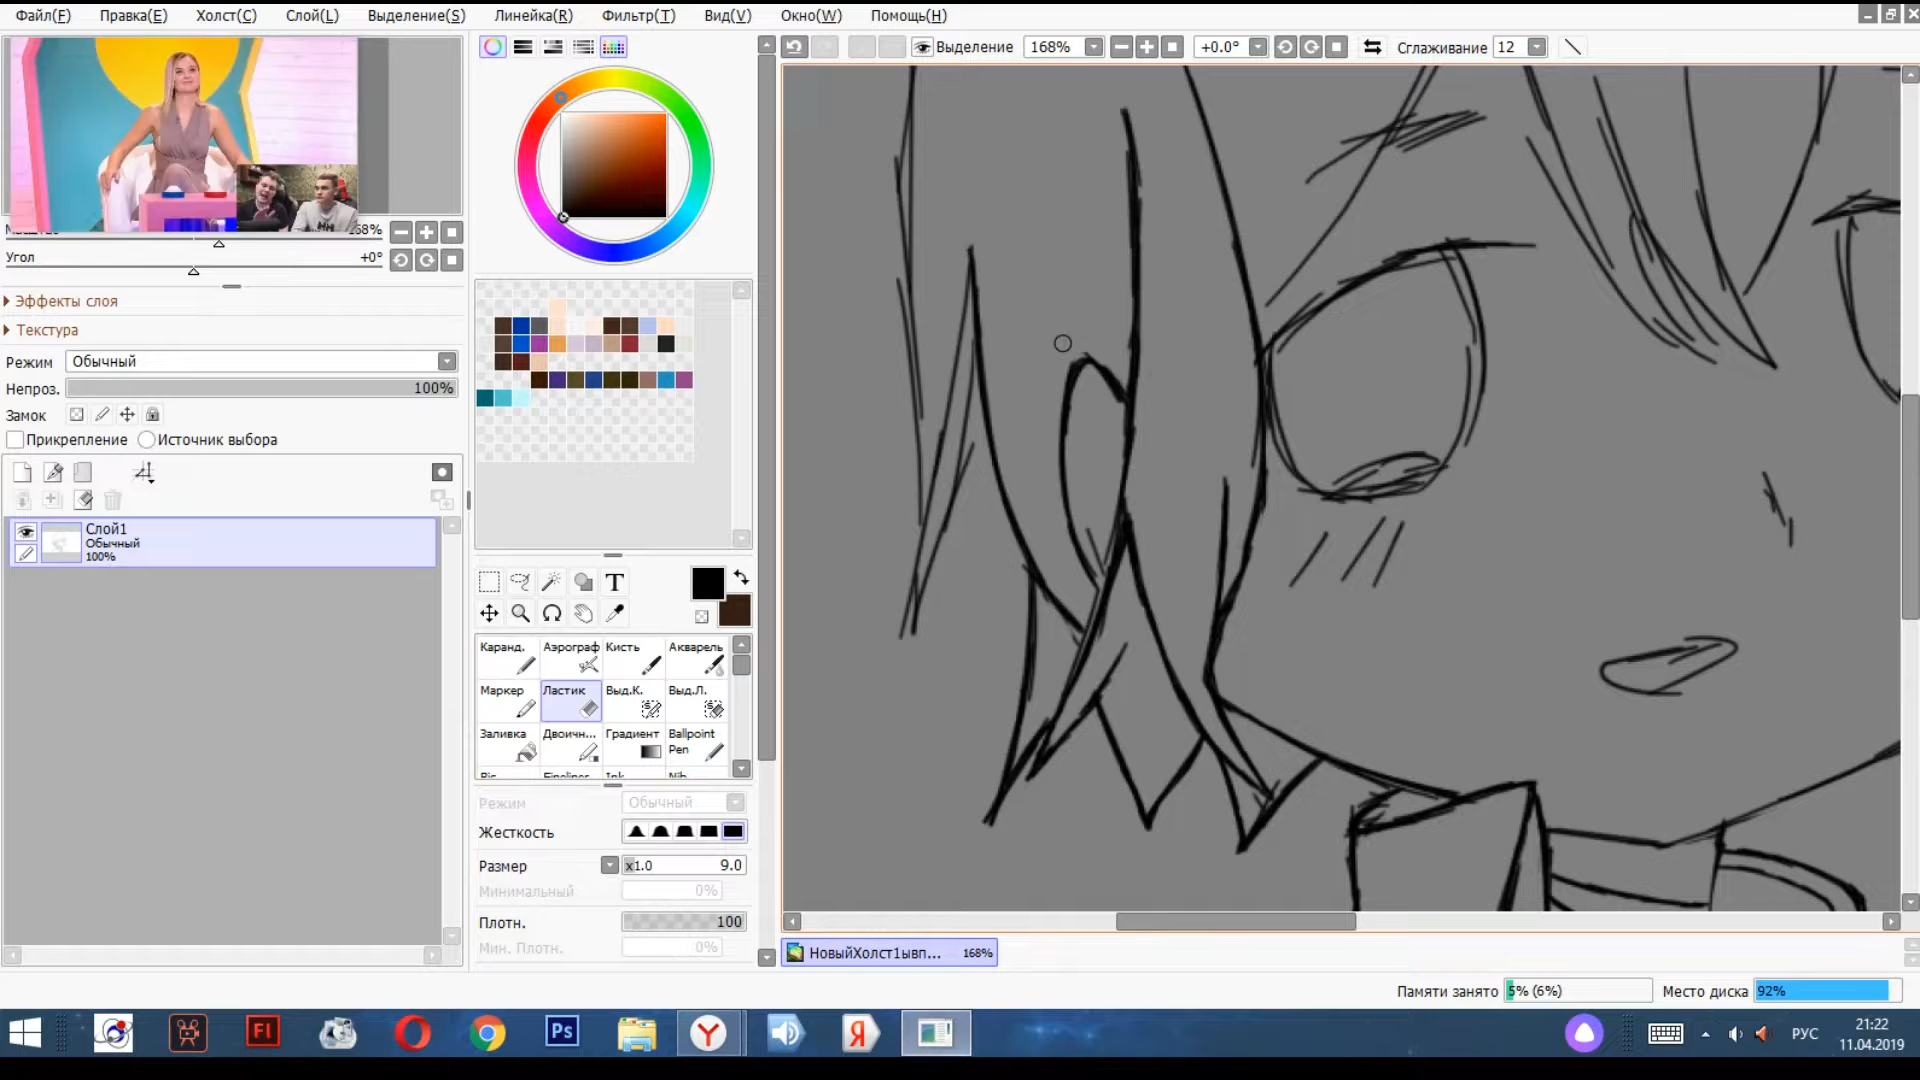 Файл(F) Правка(E) Холст(C) Слой(L) Выделение(S) Линейка(R) Фильтр(T) Вид(V) Окно(W) Помощь(H)
Выделение 168% +0.0° Сглаживание 12
Угол +0°
Эффекты слоя
Текстура
Режим Обычный
Непроз. 100%
Замок
Прикрепление Источник выбора
Слой1
Обычный
100%
T
Каранд. Аэрограф Кисть Акварель
Маркер Ластик Выд.К. Выд.Л.
Заливка Двоичн... Градиент Ballpoint Pen
Режим Обычный
Жесткость
Размер x1.0 9.0
Минимальный 0%
Плотн. 100
Мин. Плотн. 0%
НовыйХолст1ывп... 168%
Памяти занято 5% (6%) Место диска 92%
Fl Ps Y Я РУС 21:22
11.04.2019